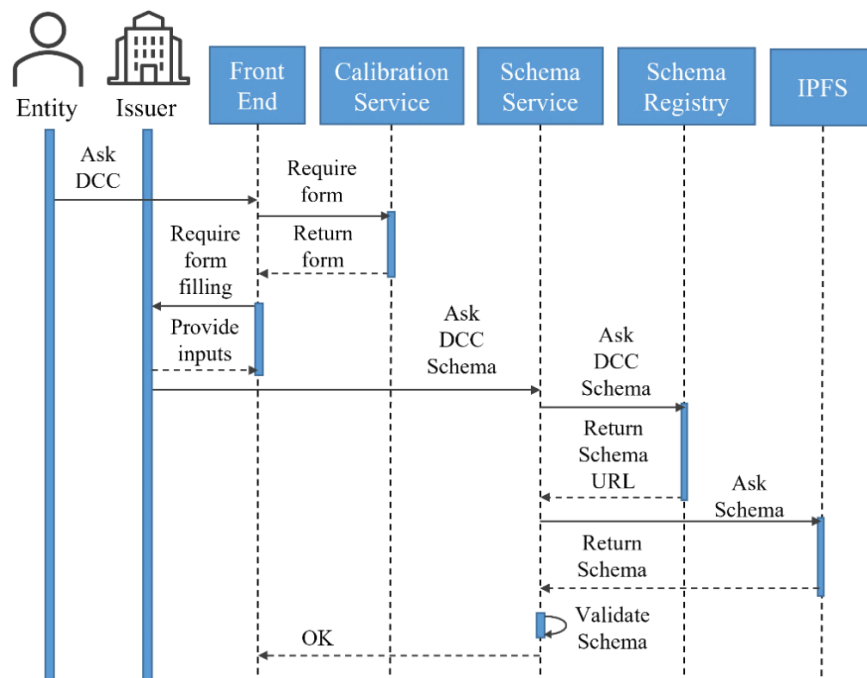 Entity
Issuer
Front
End
Calibration
Service
Schema
Service
Schema
Registry
IPFS
Ask
DCC
Require
form
Return
form
Require
form
filling
Provide
inputs
Ask
DCC
Schema
Ask
DCC
Schema
Return
Schema
URL
Ask
Schema
Return
Schema
Validate
Schema
OK